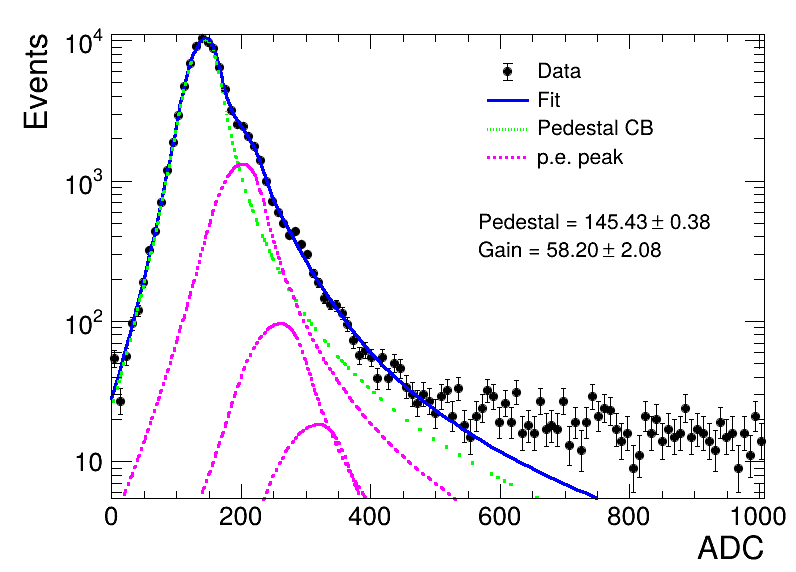 Events
10⁴
10³
10²
10
Data
Fit
Pedestal CB
p.e. peak
Pedestal = 145.43 ± 0.38
Gain = 58.20 ± 2.08
0 200 400 600 800 1000
ADC